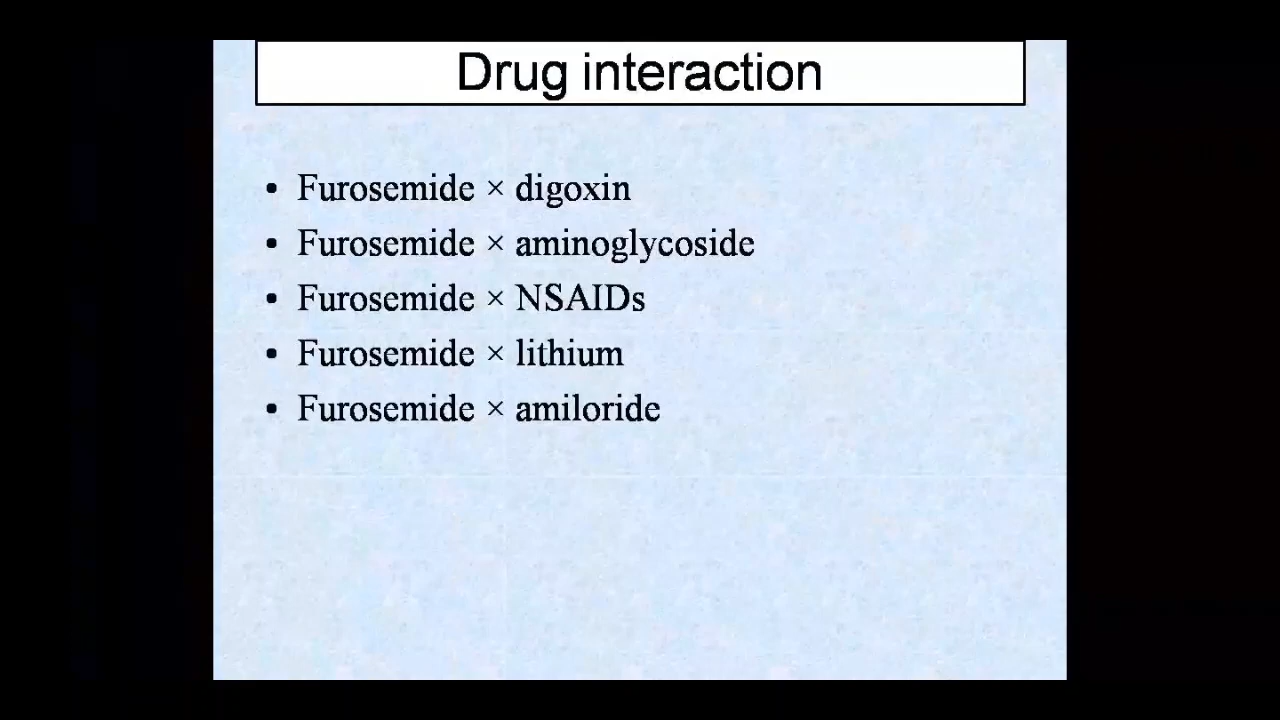 Drug interaction
• Furosemide × digoxin
• Furosemide × aminoglycoside
• Furosemide × NSAIDs
• Furosemide × lithium
• Furosemide × amiloride